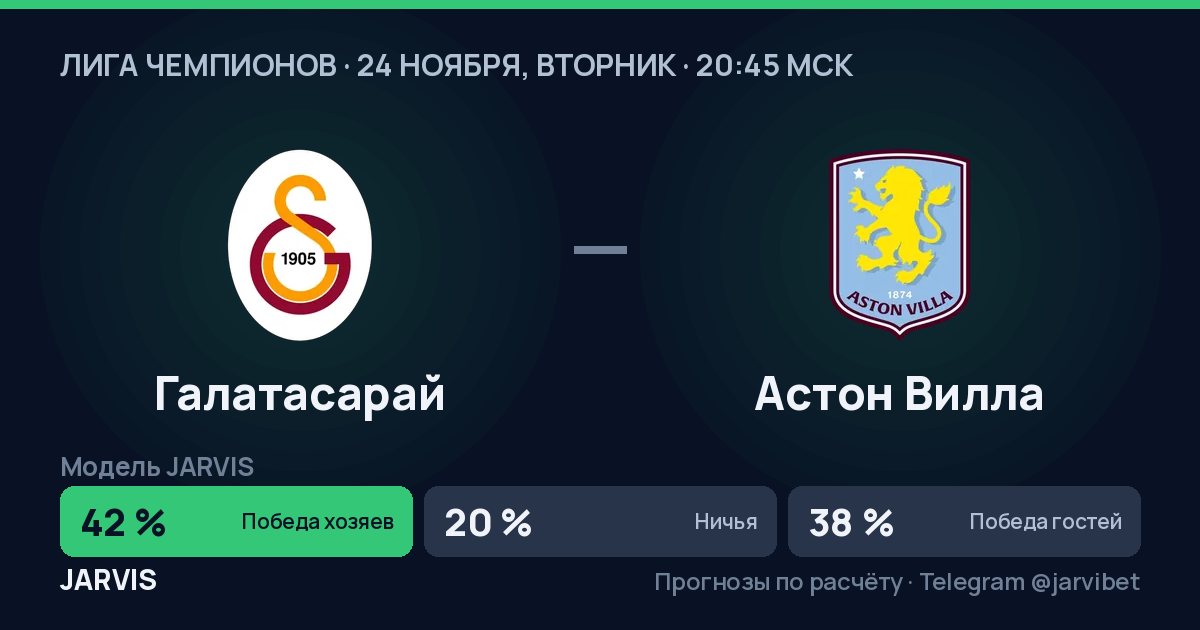 ЛИГА ЧЕМПИОНОВ · 24 НОЯБРЯ, ВТОРНИК · 20:45 МСК
1905
1874
ASTON VILLA
—
Галатасарай
Астон Вилла
Модель JARVIS
42 % Победа хозяев
20 % Ничья
38 % Победа гостей
JARVIS
Прогнозы по расчёту · Telegram @jarvibet